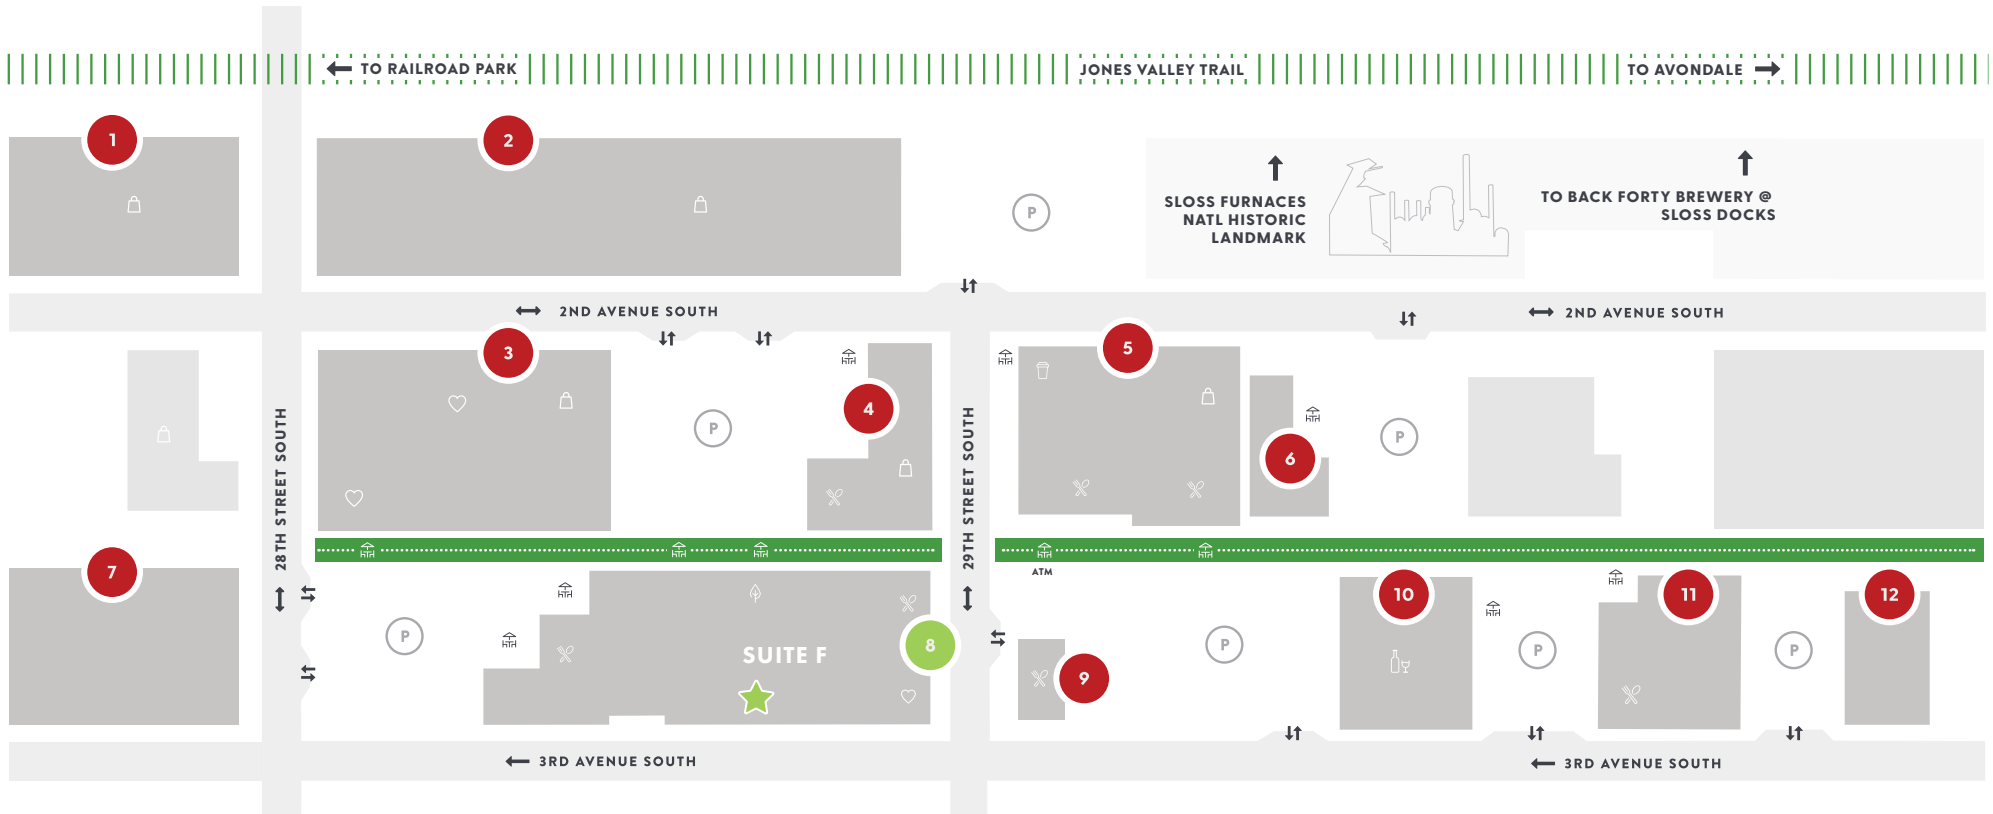 TO RAILROAD PARK
JONES VALLEY TRAIL
TO AVONDALE
1
2
P
SLOSS FURNACES
NATL HISTORIC
LANDMARK
TO BACK FORTY BREWERY @
SLOSS DOCKS
2ND AVENUE SOUTH
2ND AVENUE SOUTH
3
4
5
6
P
P
28TH STREET SOUTH
29TH STREET SOUTH
ATM
7
8
9
10
11
12
P
SUITE F
P
P
P
3RD AVENUE SOUTH
3RD AVENUE SOUTH